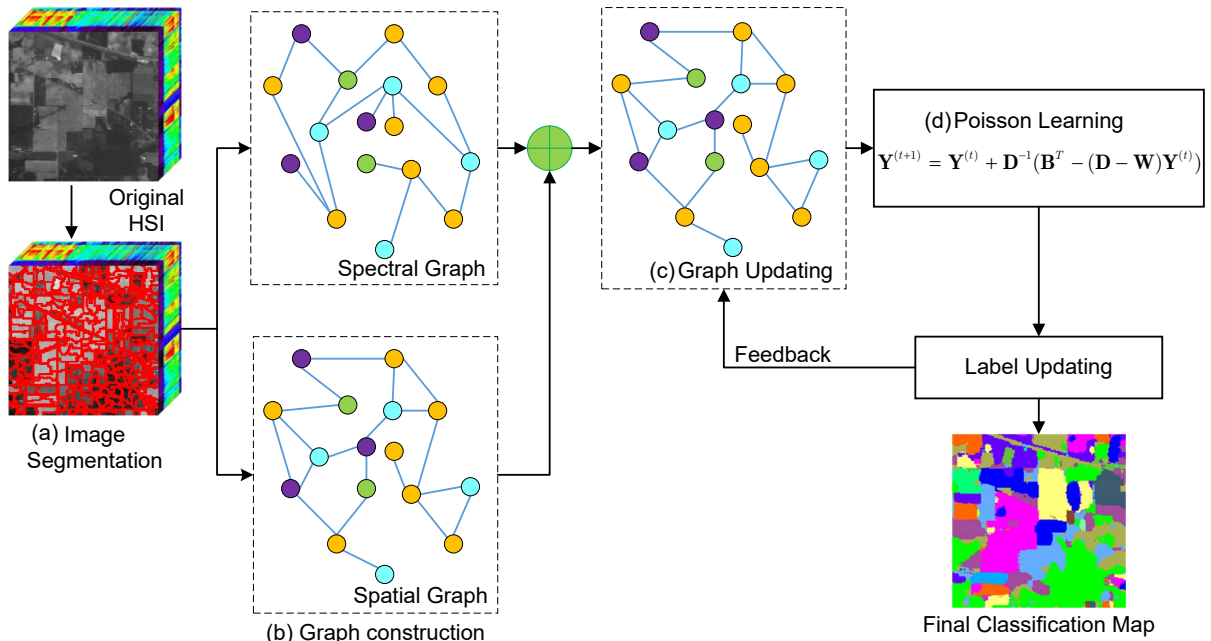 Original
HSI
(a) Image
Segmentation
Spectral Graph
Spatial Graph
(b) Graph construction
(c) Graph Updating
(d) Poisson Learning
Y^{(t+1)} = Y^{(t)} + D^{-1}(B^T − (D − W)Y^{(t)})
Feedback
Label Updating
Final Classification Map